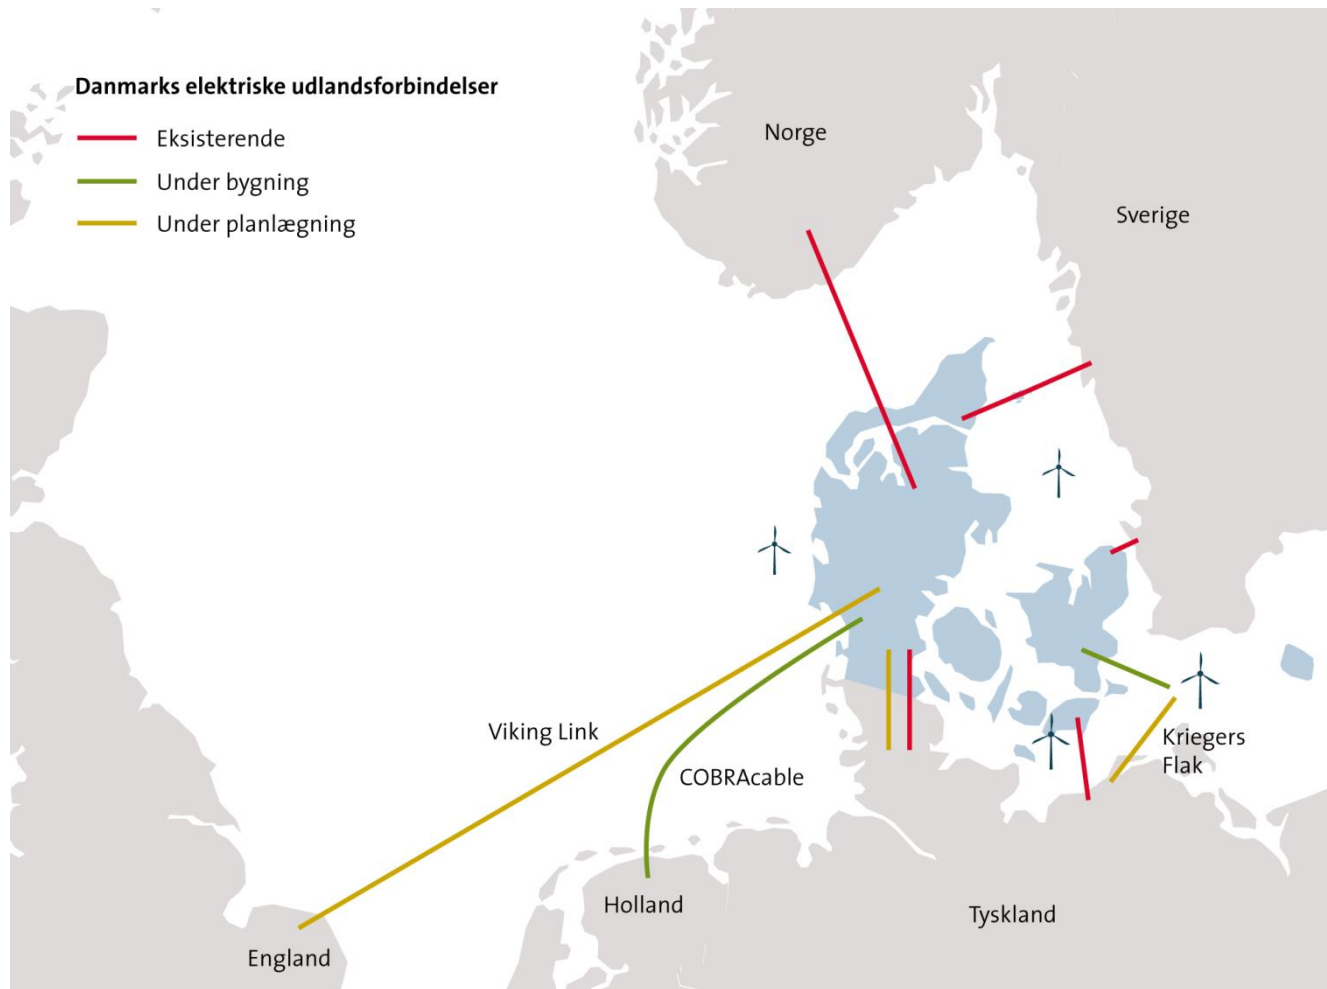 Danmarks elektriske udlandsforbindelser
Eksisterende
Under bygning
Under planlægning
Norge
Sverige
Viking Link
COBRAcable
Kriegers
Flak
Holland
Tyskland
England